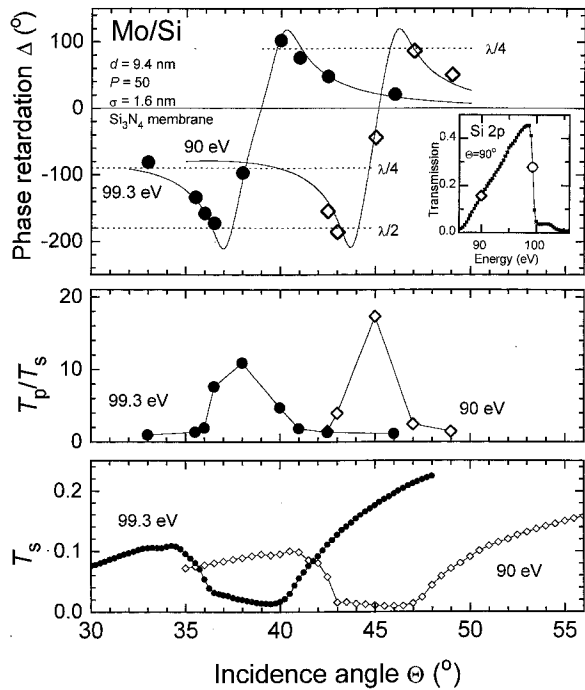 Phase retardation Δ (°)
100
0
-100
-200
Mo/Si
d = 9.4 nm
P = 50
σ = 1.6 nm
Si₃N₄ membrane
90 eV
99.3 eV
λ/4
λ/4
λ/2
Transmission
0.4
0.2
0.0
Si 2p
Θ=90°
90
100
Energy (eV)
Tₚ/Tₛ
20
10
0
99.3 eV
90 eV
Tₛ
0.2
0.1
0.0
99.3 eV
90 eV
30
35
40
45
50
55
Incidence angle Θ (°)